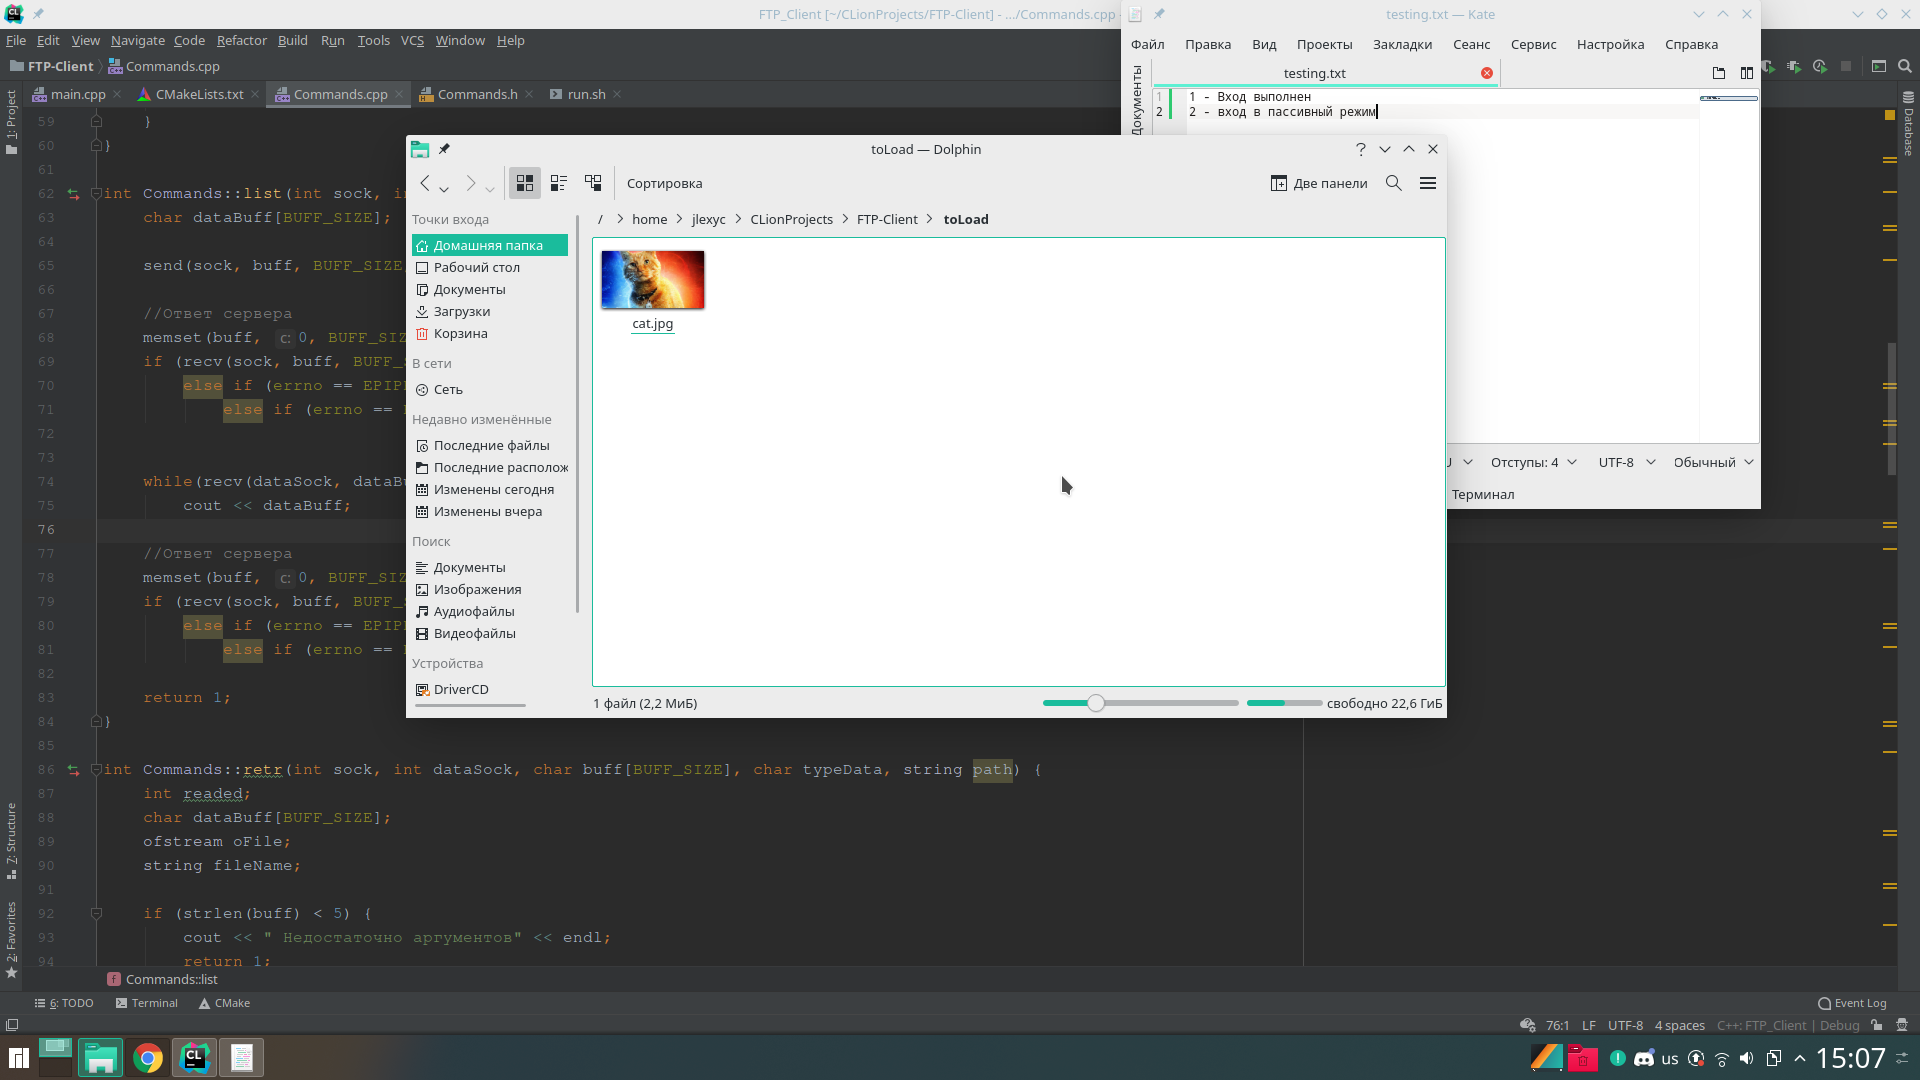 FTP_Client [~/CLionProjects/FTP-Client] - .../Commands.cpp
File Edit View Navigate Code Refactor Build Run Tools VCS Window Help
FTP-Client Commands.cpp
main.cpp CMakeLists.txt Commands.cpp Commands.h run.sh
1: Project
7: Structure
2: Favorites
Database
59 }
60 }
61
62 int Commands::list(int sock,
63 char dataBuff[BUFF_SIZE];
64
65 send(sock, buff, BUFF_SIZE
66
67 //Ответ сервера
68 memset(buff, c: 0,
69 if (recv(sock, buff,
70 else if (errno ==
71 else if (errno ==
72
73
74 while(recv(dataSock,
75 cout << dataBuff;
76
77 //Ответ сервера
78 memset(buff, c: 0,
79 if (recv(sock, buff,
80 else if (errno ==
81 else if (errno ==
82
83 return 1;
84 }
85
86 int Commands::retr(int sock, int dataSock, char buff[BUFF_SIZE], char typeData, string path) {
87 int readed;
88 char dataBuff[BUFF_SIZE];
89 ofstream oFile;
90 string fileName;
91
92 if (strlen(buff) < 5) {
93 cout << " Недостаточно аргументов" << endl;
94 return 1;
f Commands::list
6: TODO Terminal CMake Event Log
76:1 LF UTF-8 4 spaces C++: FTP_Client | Debug
testing.txt — Kate
Файл Правка Вид Проекты Закладки Сеанс Сервис Настройка Справка
testing.txt
Документы
1 1 - Вход выполнен
2 2 - вход в пассивный режим
Отступы: 4 UTF-8 Обычный
Терминал
toLoad — Dolphin
Сортировка Две панели
/ > home > jlexyc > CLionProjects > FTP-Client > toLoad
Точки входа
Домашняя папка
Рабочий стол
Документы
Загрузки
Корзина
В сети
Сеть
Недавно изменённые
Последние файлы
Последние располож
Изменены сегодня
Изменены вчера
Поиск
Документы
Изображения
Аудиофайлы
Видеофайлы
Устройства
DriverCD
cat.jpg
1 файл (2,2 МиБ) свободно 22,6 ГиБ
CL us 15:07